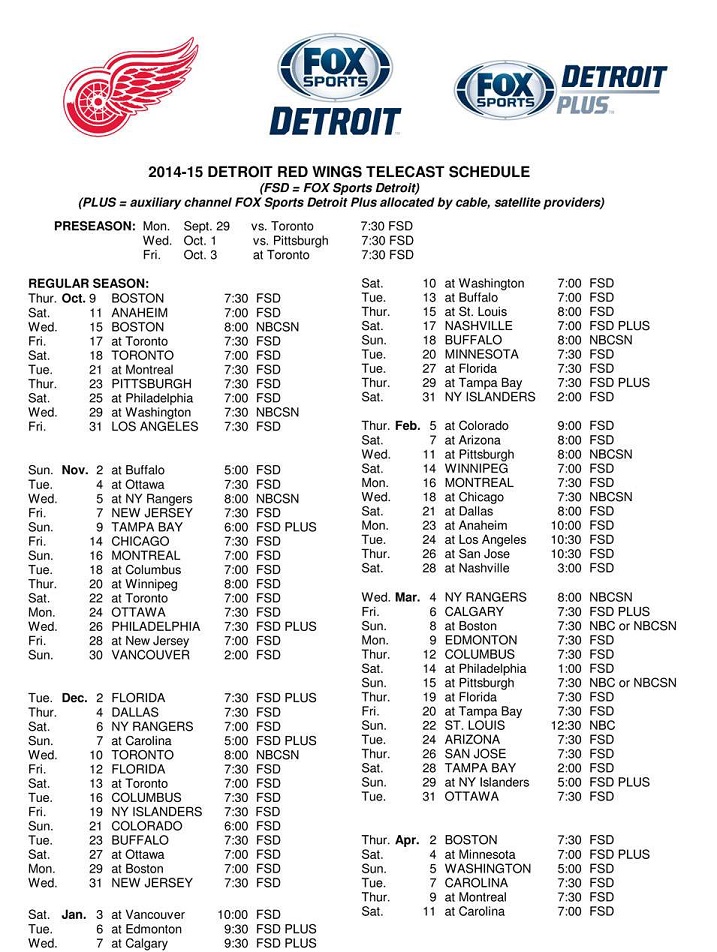 FOX
SPORTS
DETROIT
FOX
SPORTS
DETROIT
PLUS
2014-15 DETROIT RED WINGS TELECAST SCHEDULE
(FSD = FOX Sports Detroit)
(PLUS = auxiliary channel FOX Sports Detroit Plus allocated by cable, satellite providers)
PRESEASON: Mon. Sept. 29 vs. Toronto 7:30 FSD
Wed. Oct. 1 vs. Pittsburgh 7:30 FSD
Fri. Oct. 3 at Toronto 7:30 FSD
REGULAR SEASON:
Thur. Oct. 9 BOSTON 7:30 FSD
Sat. 11 ANAHEIM 7:00 FSD
Wed. 15 BOSTON 8:00 NBCSN
Fri. 17 at Toronto 7:30 FSD
Sat. 18 TORONTO 7:00 FSD
Tue. 21 at Montreal 7:30 FSD
Thur. 23 PITTSBURGH 7:30 FSD
Sat. 25 at Philadelphia 7:00 FSD
Wed. 29 at Washington 7:30 NBCSN
Fri. 31 LOS ANGELES 7:30 FSD
Sun. Nov. 2 at Buffalo 5:00 FSD
Tue. 4 at Ottawa 7:30 FSD
Wed. 5 at NY Rangers 8:00 NBCSN
Fri. 7 NEW JERSEY 7:30 FSD
Sun. 9 TAMPA BAY 6:00 FSD PLUS
Fri. 14 CHICAGO 7:30 FSD
Sun. 16 MONTREAL 7:00 FSD
Tue. 18 at Columbus 7:00 FSD
Thur. 20 at Winnipeg 8:00 FSD
Sat. 22 at Toronto 7:00 FSD
Mon. 24 OTTAWA 7:30 FSD
Wed. 26 PHILADELPHIA 7:30 FSD PLUS
Fri. 28 at New Jersey 7:00 FSD
Sun. 30 VANCOUVER 2:00 FSD
Tue. Dec. 2 FLORIDA 7:30 FSD PLUS
Thur. 4 DALLAS 7:30 FSD
Sat. 6 NY RANGERS 7:00 FSD
Sun. 7 at Carolina 5:00 FSD PLUS
Wed. 10 TORONTO 8:00 NBCSN
Fri. 12 FLORIDA 7:30 FSD
Sat. 13 at Toronto 7:00 FSD
Tue. 16 COLUMBUS 7:30 FSD
Fri. 19 NY ISLANDERS 7:30 FSD
Sun. 21 COLORADO 6:00 FSD
Tue. 23 BUFFALO 7:30 FSD
Sat. 27 at Ottawa 7:00 FSD
Mon. 29 at Boston 7:00 FSD
Wed. 31 NEW JERSEY 7:30 FSD
Sat. Jan. 3 at Vancouver 10:00 FSD
Tue. 6 at Edmonton 9:30 FSD PLUS
Wed. 7 at Calgary 9:30 FSD PLUS
Sat. 10 at Washington 7:00 FSD
Tue. 13 at Buffalo 7:30 FSD
Thur. 15 at St. Louis 8:00 FSD
Sat. 17 NASHVILLE 7:00 FSD PLUS
Sun. 18 BUFFALO 8:00 NBCSN
Tue. 20 MINNESOTA 7:30 FSD
Tue. 27 at Florida 7:30 FSD
Thur. 29 at Tampa Bay 7:30 FSD PLUS
Sat. 31 NY ISLANDERS 2:00 FSD
Thur. Feb. 5 at Colorado 9:00 FSD
Sat. 7 at Arizona 8:00 FSD
Wed. 11 at Pittsburgh 8:00 NBCSN
Sat. 14 WINNIPEG 7:00 FSD
Mon. 16 MONTREAL 7:30 FSD
Wed. 18 at Chicago 7:30 NBCSN
Sat. 21 at Dallas 8:00 FSD
Mon. 23 at Anaheim 10:00 FSD
Tue. 24 at Los Angeles 10:30 FSD
Thur. 26 at San Jose 10:30 FSD
Sat. 28 at Nashville 3:00 FSD
Wed. Mar. 4 NY RANGERS 8:00 NBCSN
Fri. 6 CALGARY 7:30 FSD PLUS
Sun. 8 at Boston 7:30 NBC or NBCSN
Mon. 9 EDMONTON 7:30 FSD
Thur. 12 COLUMBUS 7:30 FSD
Sat. 14 at Philadelphia 1:00 FSD
Sun. 15 at Pittsburgh 7:30 NBC or NBCSN
Thur. 19 at Florida 7:30 FSD
Fri. 20 at Tampa Bay 7:30 FSD
Sun. 22 ST. LOUIS 12:30 NBC
Tue. 24 ARIZONA 7:30 FSD
Thur. 26 SAN JOSE 7:30 FSD
Sat. 28 TAMPA BAY 2:00 FSD
Sun. 29 at NY Islanders 5:00 FSD PLUS
Tue. 31 OTTAWA 7:30 FSD
Thur. Apr. 2 BOSTON 7:30 FSD
Sat. 4 at Minnesota 7:00 FSD PLUS
Sun. 5 WASHINGTON 5:00 FSD
Tue. 7 CAROLINA 7:30 FSD
Thur. 9 at Montreal 7:30 FSD
Sat. 11 at Carolina 7:00 FSD